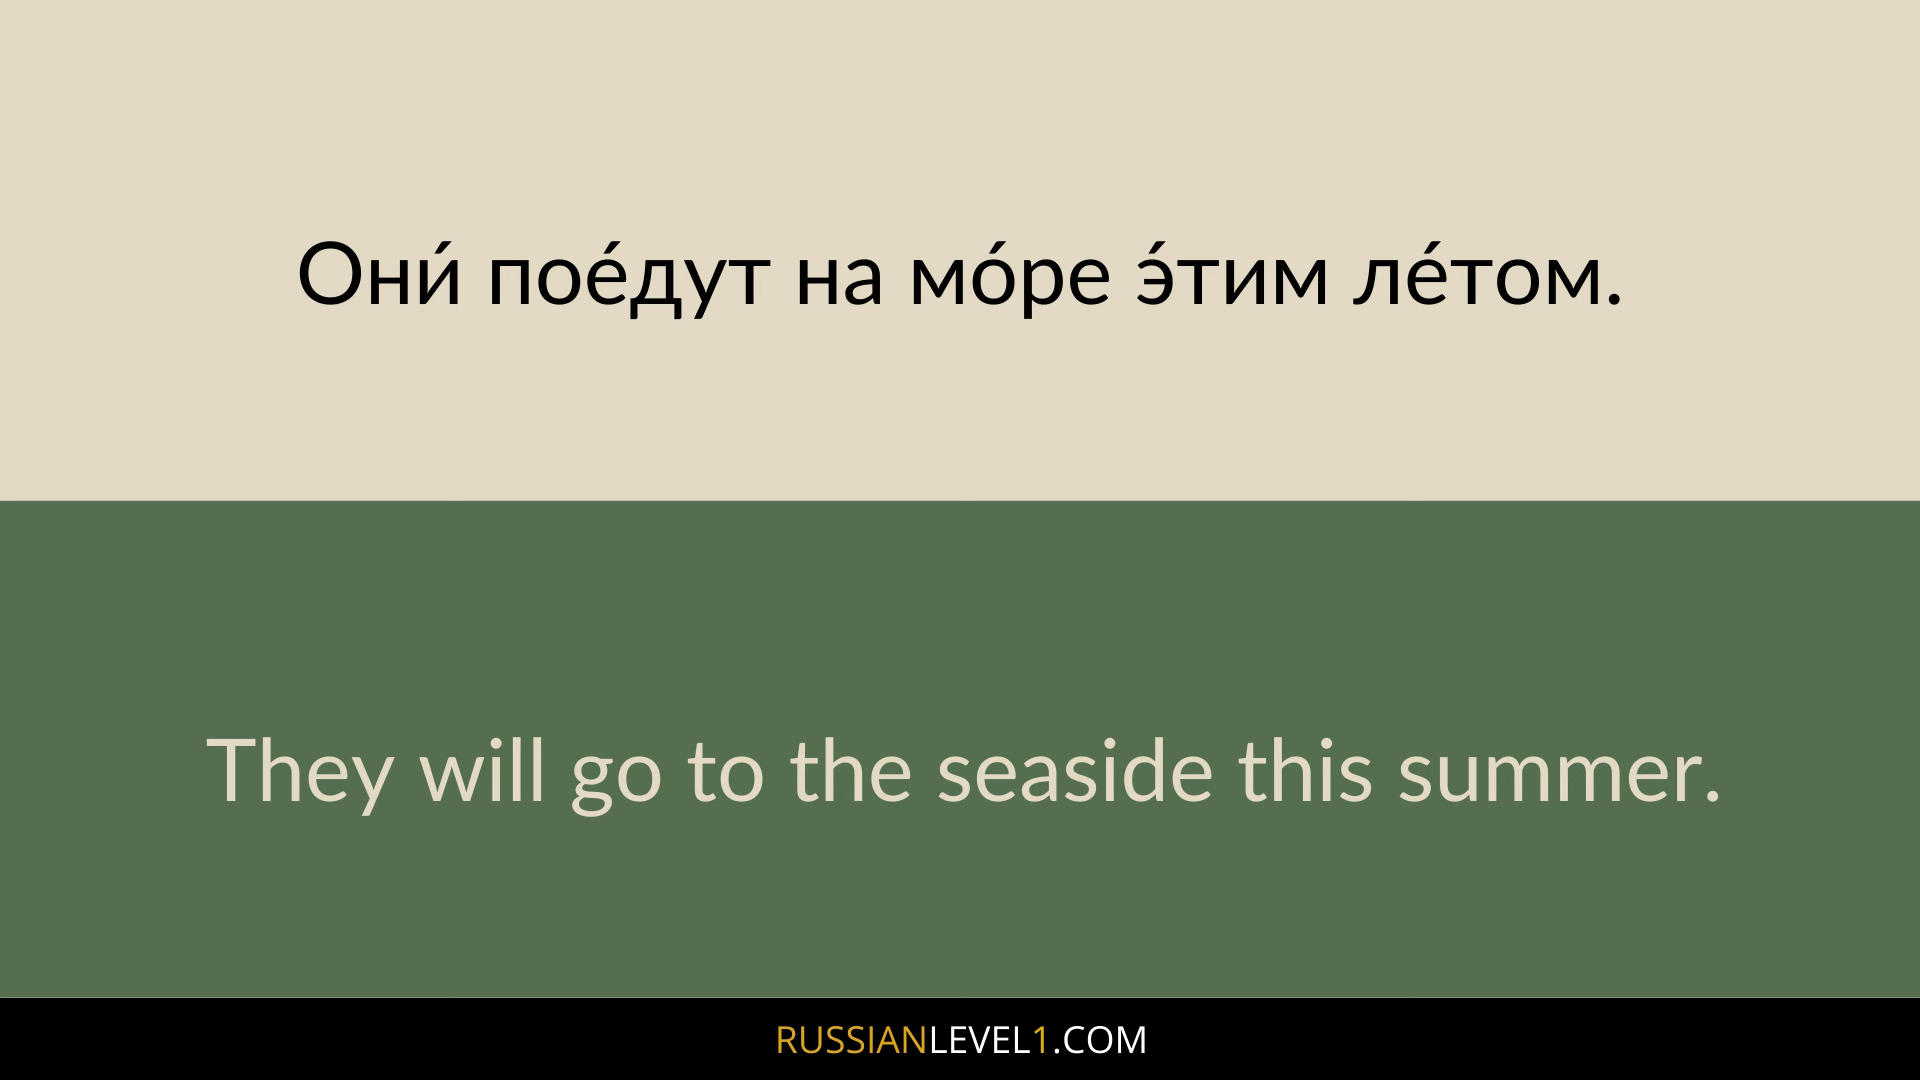 Они́ пое́дут на мо́ре э́тим ле́том.
They will go to the seaside this summer.
RUSSIANLEVEL1.COM